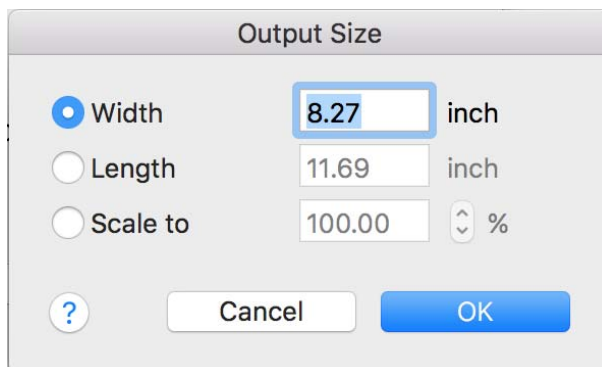 Output Size
Width 8.27 inch
Length 11.69 inch
Scale to 100.00 %
? Cancel OK